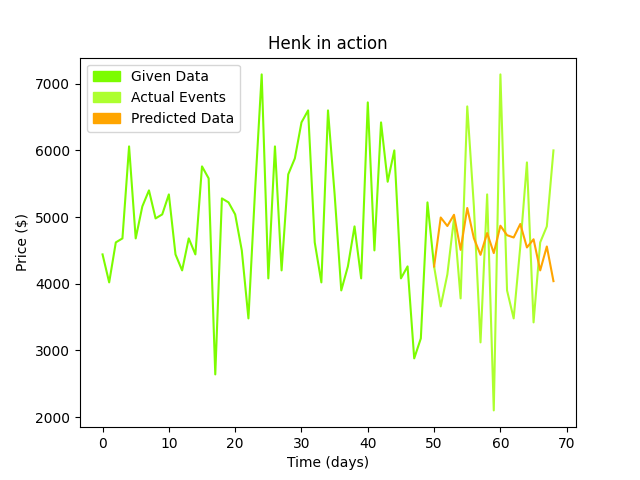 Henk in action
Given Data
Actual Events
Predicted Data
Price ($)
7000
6000
5000
4000
3000
2000
0 10 20 30 40 50 60 70
Time (days)